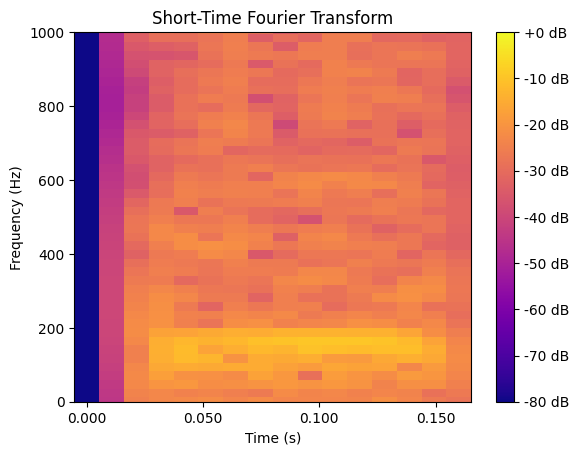 Short-Time Fourier Transform
1000
800
600
400
200
0
Frequency (Hz)
0.000
0.050
0.100
0.150
Time (s)
+0 dB
-10 dB
-20 dB
-30 dB
-40 dB
-50 dB
-60 dB
-70 dB
-80 dB